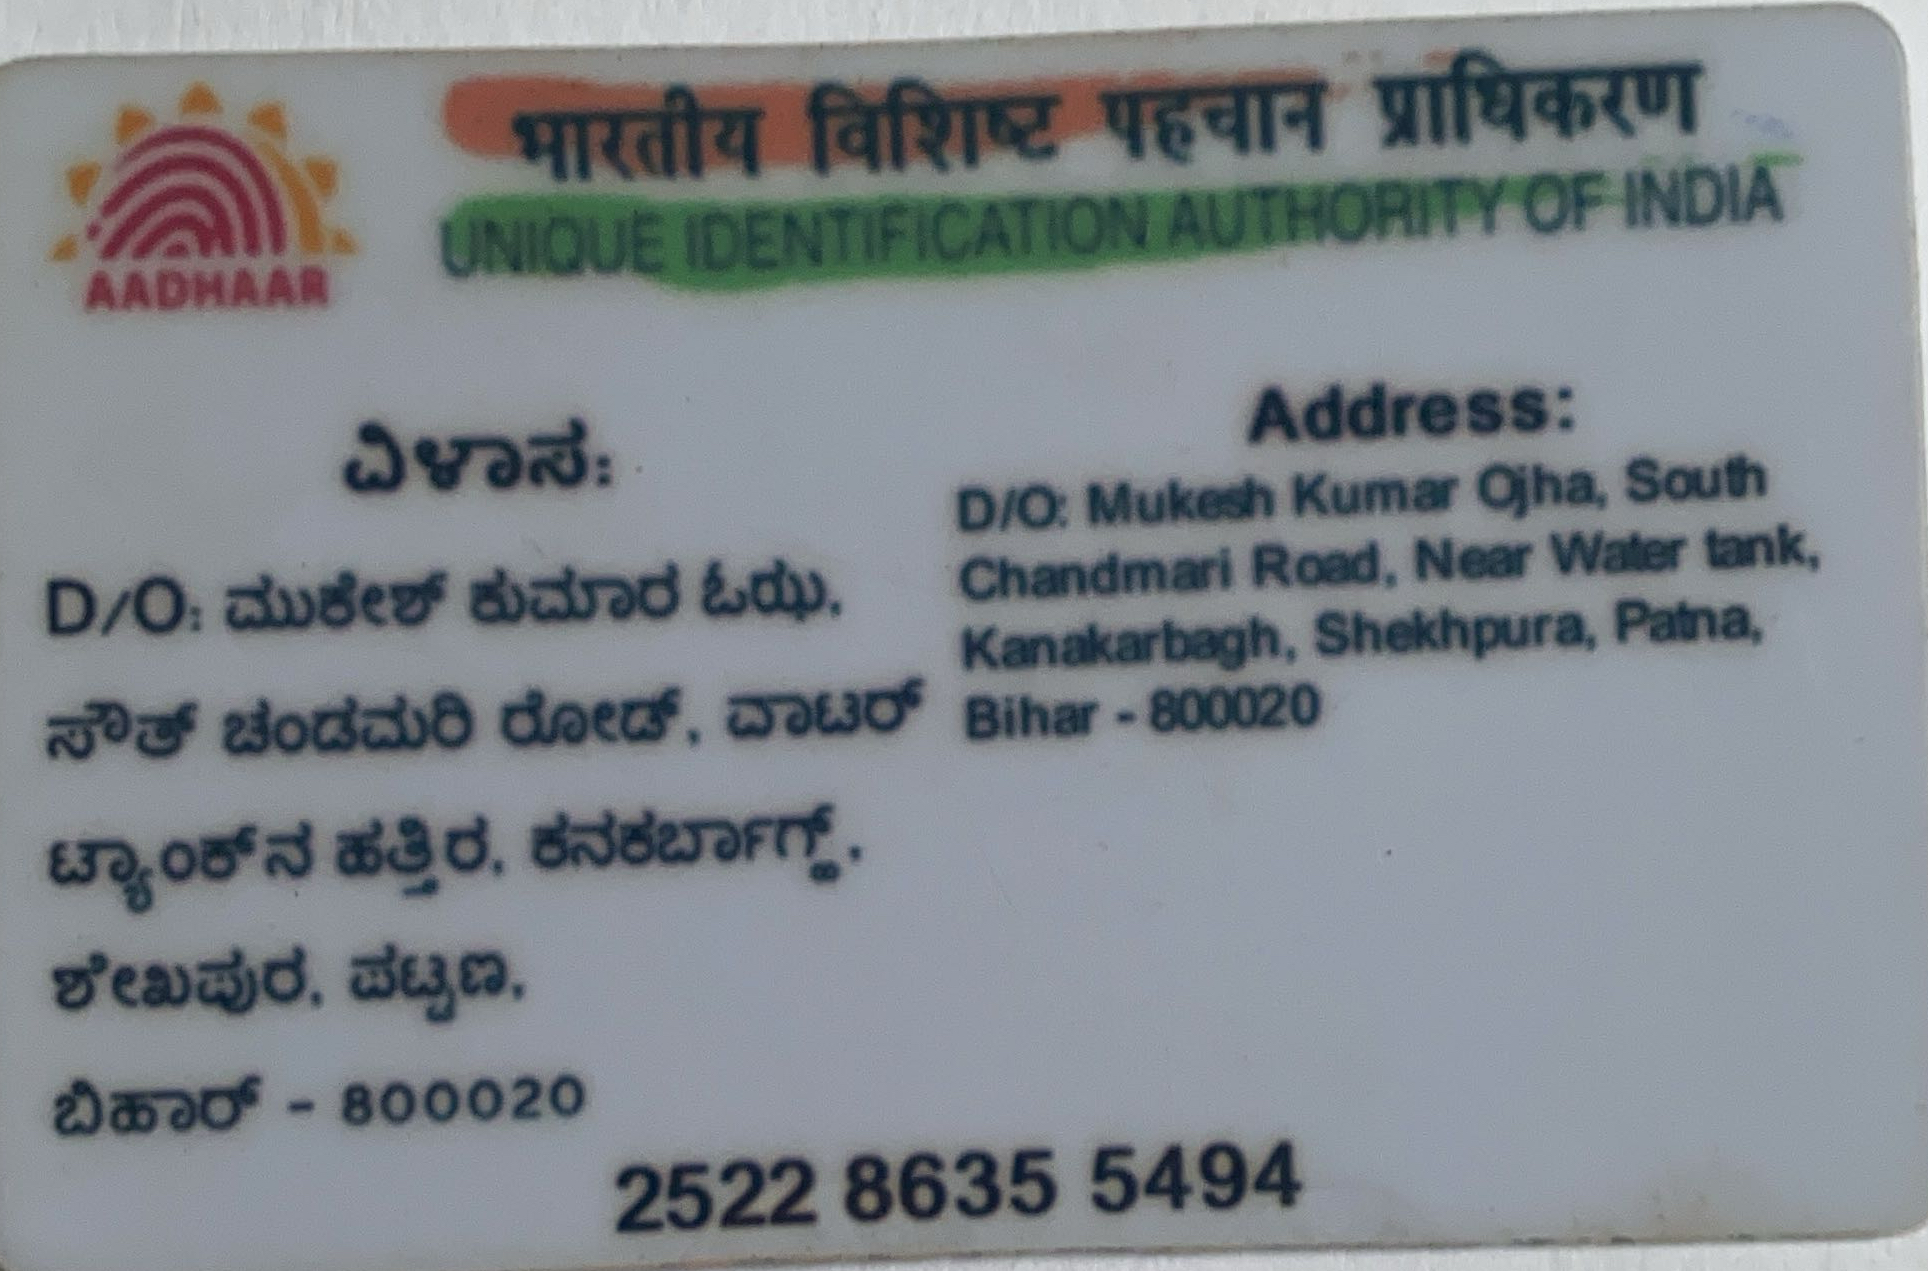 भारतीय विशिष्ट पहचान प्राधिकरण
UNIQUE IDENTIFICATION AUTHORITY OF INDIA
AADHAAR
ವಿಳಾಸ:
D/O: ಮುಕೇಶ್ ಕುಮಾರ ಓಝ,
ಸೌತ್ ಚಂಡಮರಿ ರೋಡ್, ವಾಟರ್
ಟ್ಯಾಂಕ್‌ನ ಹತ್ತಿರ, ಕನಕರ್ಬಾಗ್ಹ್,
ಶೇಖಪುರ, ಪಟ್ಟಣ,
ಬಿಹಾರ್ - 800020
Address:
D/O: Mukesh Kumar Ojha, South
Chandmari Road, Near Water tank,
Kanakarbagh, Shekhpura, Patna,
Bihar - 800020
2522 8635 5494